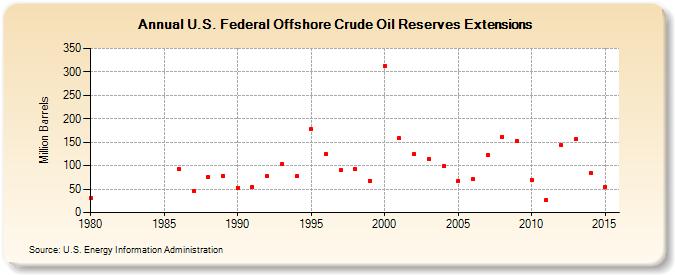 Annual U.S. Federal Offshore Crude Oil Reserves Extensions
Million Barrels
350
300
250
200
150
100
50
0
1980 1985 1990 1995 2000 2005 2010 2015
Source: U.S. Energy Information Administration